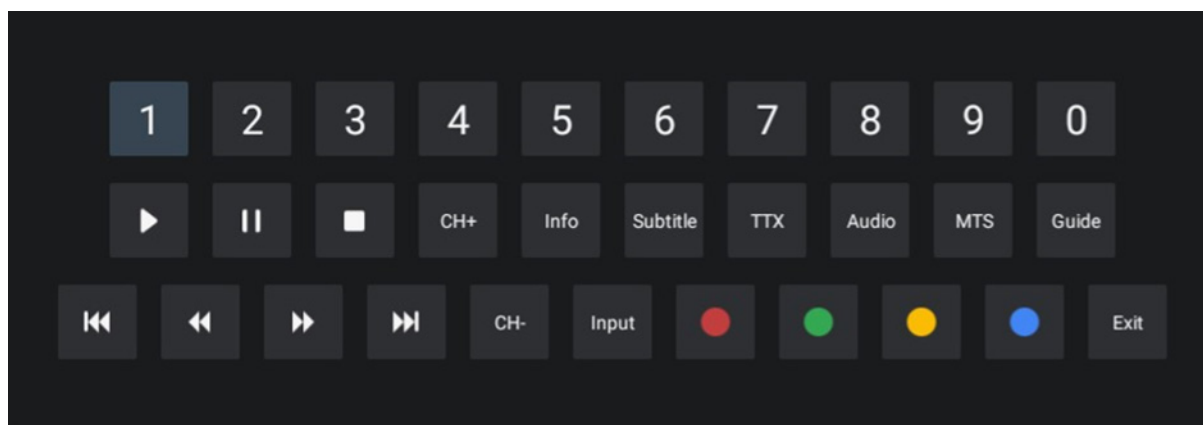 1 2 3 4 5 6 7 8 9 0
CH+ Info Subtitle TTX Audio MTS Guide
CH- Input Exit